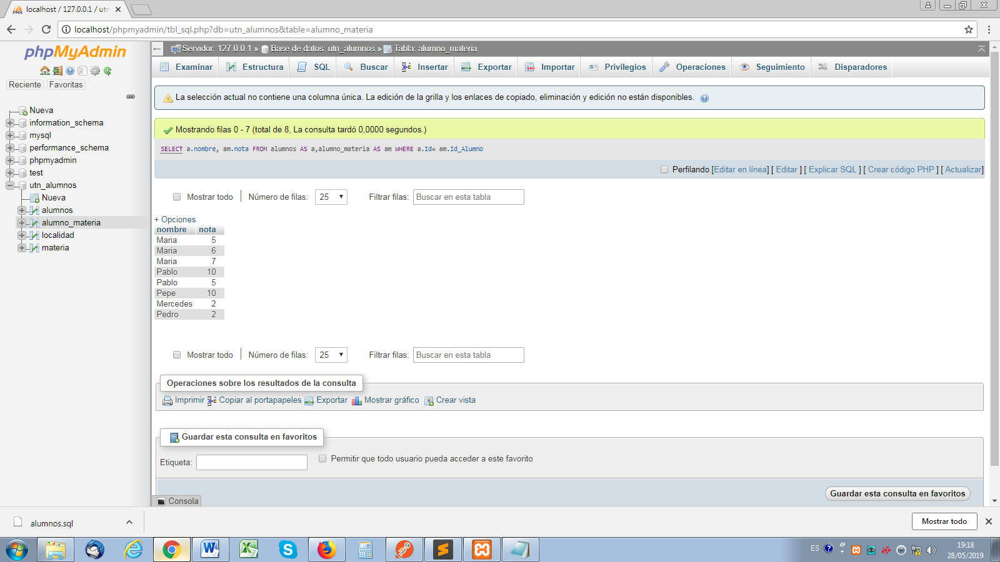 localhost / 127.0.0.1 / utn
localhost/phpmyadmin/tbl_sql.php?db=utn_alumnos&table=alumno_materia
phpMyAdmin
Reciente Favoritas
Nueva
information_schema
mysql
performance_schema
phpmyadmin
test
utn_alumnos
Nueva
alumnos
alumno_materia
localidad
materia
Servidor: 127.0.0.1 » Base de datos: utn_alumnos » Tabla: alumno_materia
Examinar Estructura SQL Buscar Insertar Exportar Importar Privilegios Operaciones Seguimiento Disparadores
La selección actual no contiene una columna única. La edición de la grilla y los enlaces de copiado, eliminación y edición no están disponibles.
Mostrando filas 0 - 7 (total de 8, La consulta tardó 0,0000 segundos.)
SELECT a.nombre, am.nota FROM alumnos AS a,alumno_materia AS am WHERE a.Id= am.Id_Alumno
Perfilando [Editar en línea] [ Editar ] [ Explicar SQL ] [ Crear código PHP ] [ Actualizar]
Mostrar todo | Número de filas: 25 Filtrar filas: Buscar en esta tabla
+ Opciones
nombre nota
Maria 5
Maria 6
Maria 7
Pablo 10
Pablo 5
Pepe 10
Mercedes 2
Pedro 2
Mostrar todo | Número de filas: 25 Filtrar filas: Buscar en esta tabla
Operaciones sobre los resultados de la consulta
Imprimir Copiar al portapapeles Exportar Mostrar gráfico Crear vista
Guardar esta consulta en favoritos
Etiqueta: Permitir que todo usuario pueda acceder a este favorito
Guardar esta consulta en favoritos
Consola
alumnos.sql
Mostrar todo
ES
19:18
28/05/2019